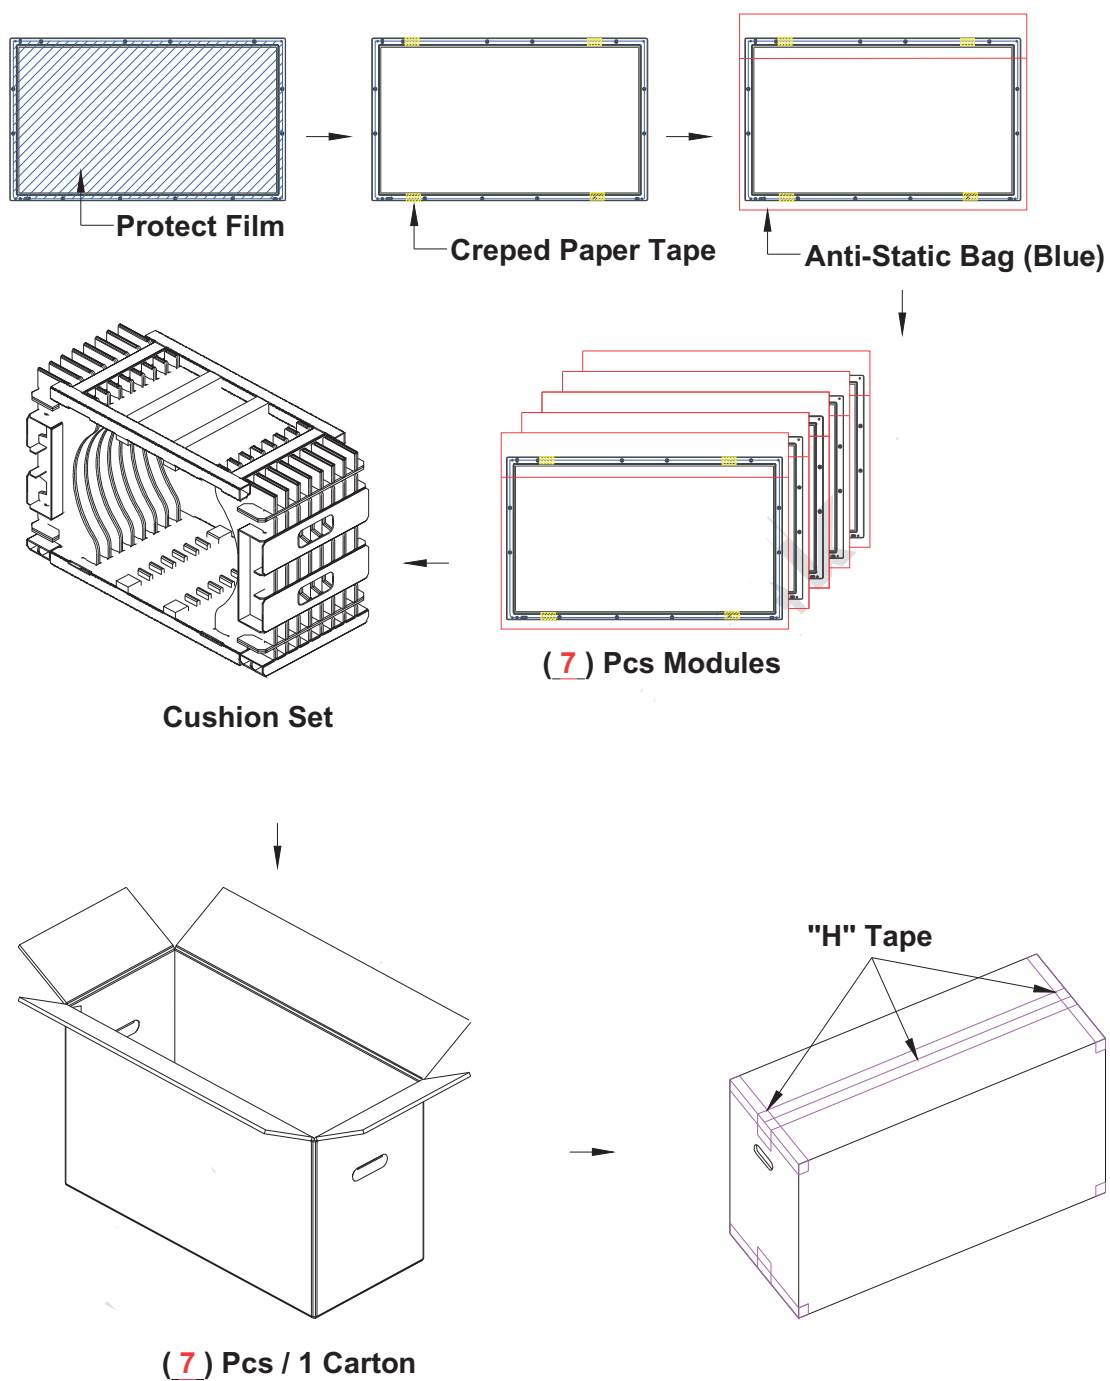 Protect Film
Creped Paper Tape
Anti-Static Bag (Blue)
( 7 ) Pcs Modules
Cushion Set
"H" Tape
( 7 ) Pcs / 1 Carton